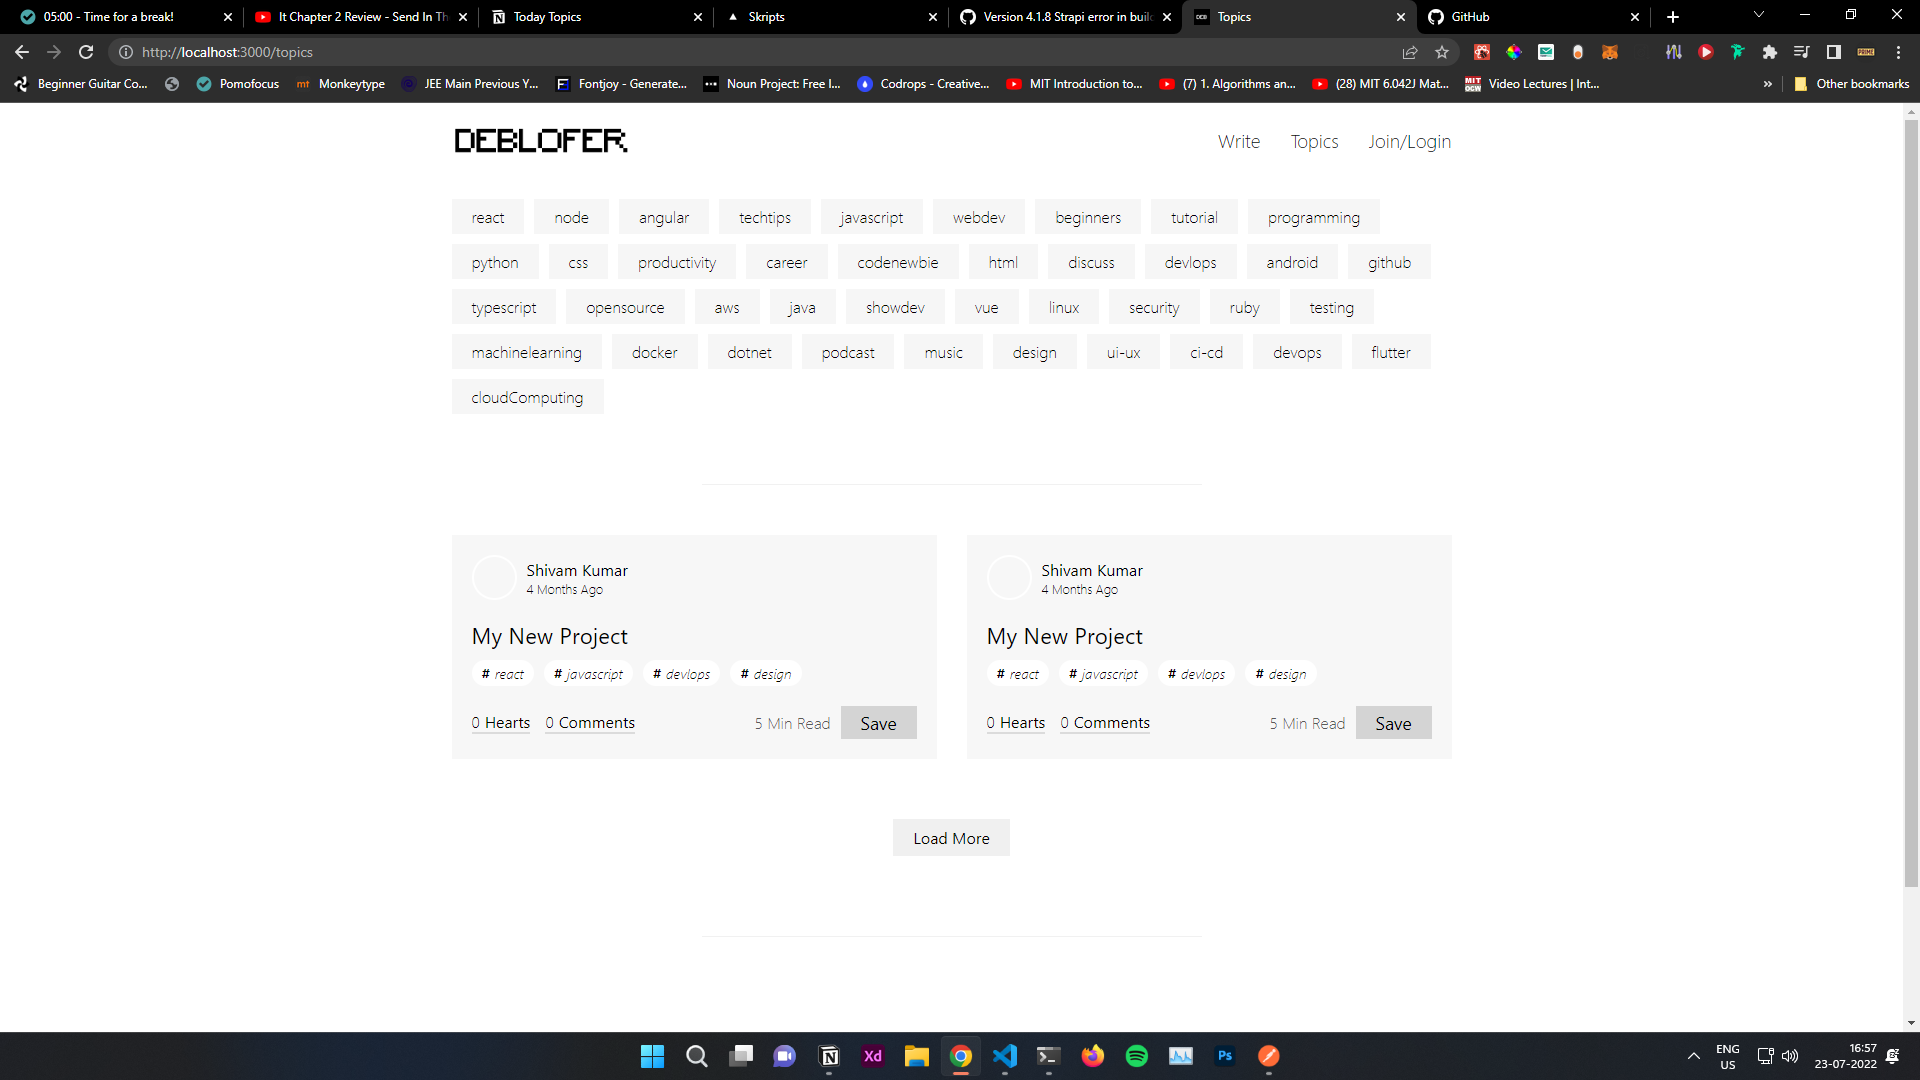 05:00 - Time for a break!
It Chapter 2 Review - Send In Th
Today Topics
Skripts
Version 4.1.8 Strapi error in build
Topics
GitHub
http://localhost:3000/topics
Beginner Guitar Co...
Pomofocus
mt Monkeytype
JEE Main Previous Y...
Fontjoy - Generate...
Noun Project: Free I...
Codrops - Creative...
MIT Introduction to...
(7) 1. Algorithms an...
(28) MIT 6.042J Mat...
Video Lectures | Int...
»
Other bookmarks
DEBLOFER
Write Topics Join/Login
react node angular techtips javascript webdev beginners tutorial programming
python css productivity career codenewbie html discuss devlops android github
typescript opensource aws java showdev vue linux security ruby testing
machinelearning docker dotnet podcast music design ui-ux ci-cd devops flutter
cloudComputing
Shivam Kumar
4 Months Ago
My New Project
# react # javascript # devlops # design
0 Hearts 0 Comments 5 Min Read Save
Shivam Kumar
4 Months Ago
My New Project
# react # javascript # devlops # design
0 Hearts 0 Comments 5 Min Read Save
Load More
Xd
Ps
ENG
US
16:57
23-07-2022